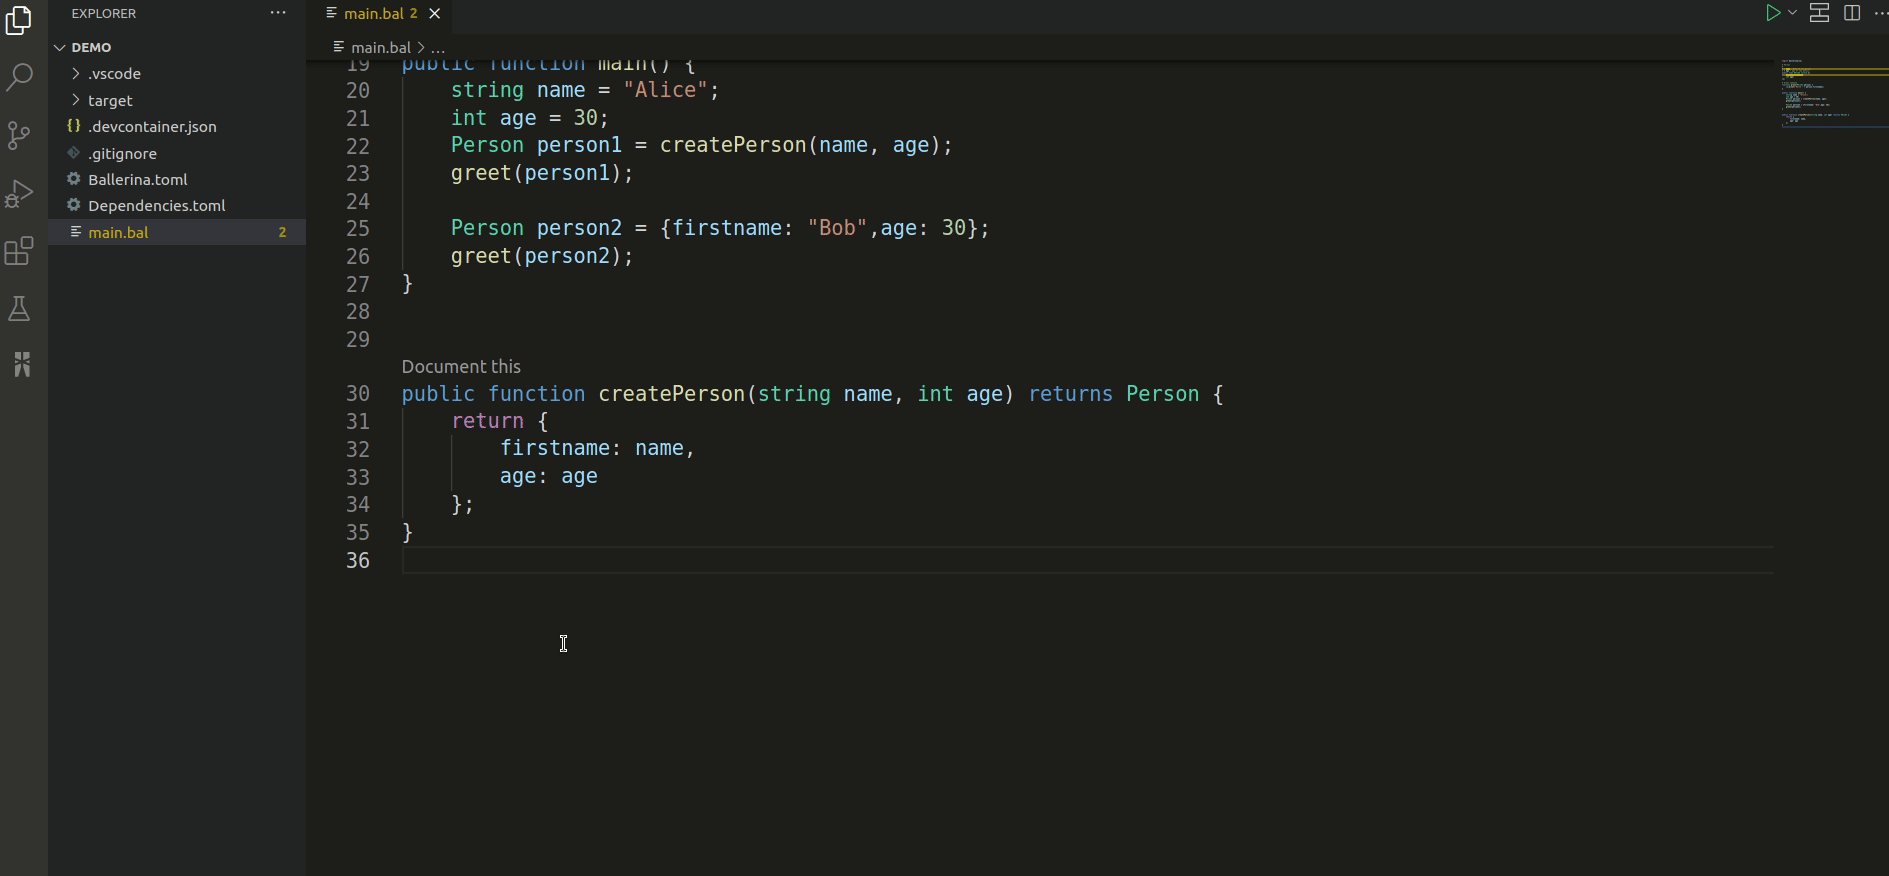 EXPLORER ···
main.bal 2
DEMO
main.bal > ...
.vscode
target
{} .devcontainer.json
.gitignore
Ballerina.toml
Dependencies.toml
main.bal 2
19 public function main() {
20 string name = "Alice";
21 int age = 30;
22 Person person1 = createPerson(name, age);
23 greet(person1);
24
25 Person person2 = {firstname: "Bob",age: 30};
26 greet(person2);
27 }
28
29
Document this
30 public function createPerson(string name, int age) returns Person {
31 return {
32 firstname: name,
33 age: age
34 };
35 }
36